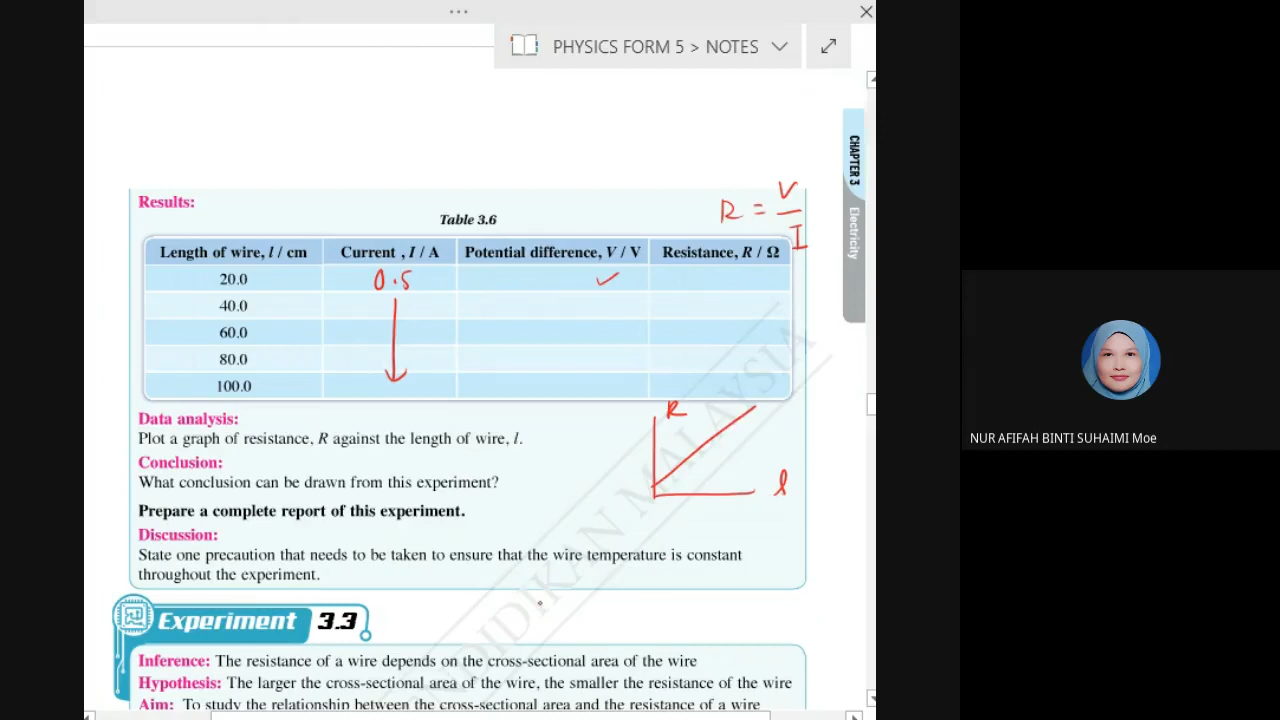 PHYSICS FORM 5 > NOTES
CHAPTER 3
Electricity
Results:
R = V / I
Table 3.6
Length of wire, l / cm Current , I / A Potential difference, V / V Resistance, R / Ω
20.0 0.5 ✓
40.0
60.0
80.0
100.0
Data analysis:
Plot a graph of resistance, R against the length of wire, l.
R
l
Conclusion:
What conclusion can be drawn from this experiment?
Prepare a complete report of this experiment.
Discussion:
State one precaution that needs to be taken to ensure that the wire temperature is constant
throughout the experiment.
Experiment 3.3
Inference: The resistance of a wire depends on the cross-sectional area of the wire
Hypothesis: The larger the cross-sectional area of the wire, the smaller the resistance of the wire
Aim: To study the relationship between the cross-sectional area and the resistance of a wire
NUR AFIFAH BINTI SUHAIMI Moe
NDIDIKAN MALAYSIA